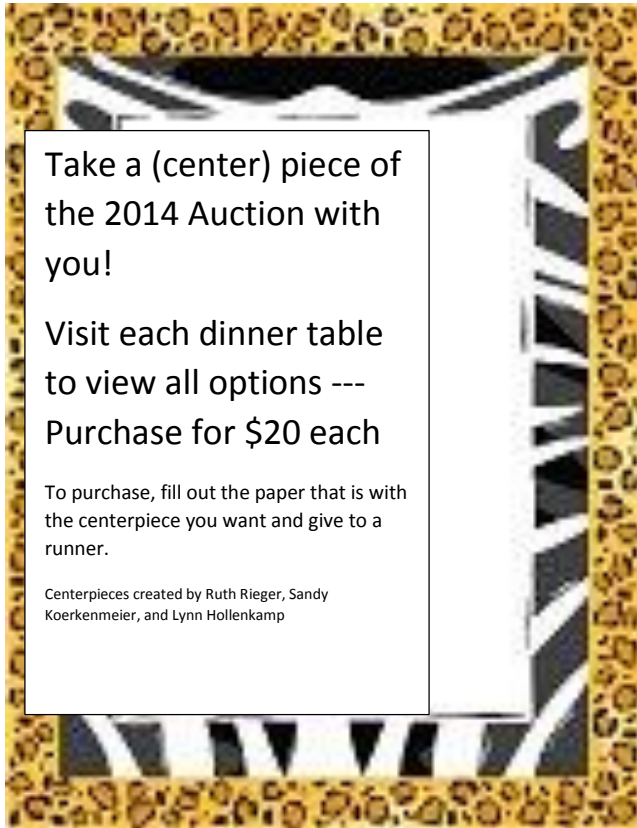 Take a (center) piece of
the 2014 Auction with
you!
Visit each dinner table
to view all options ---
Purchase for $20 each
To purchase, fill out the paper that is with
the centerpiece you want and give to a
runner.
Centerpieces created by Ruth Rieger, Sandy
Koerkenmeier, and Lynn Hollenkamp